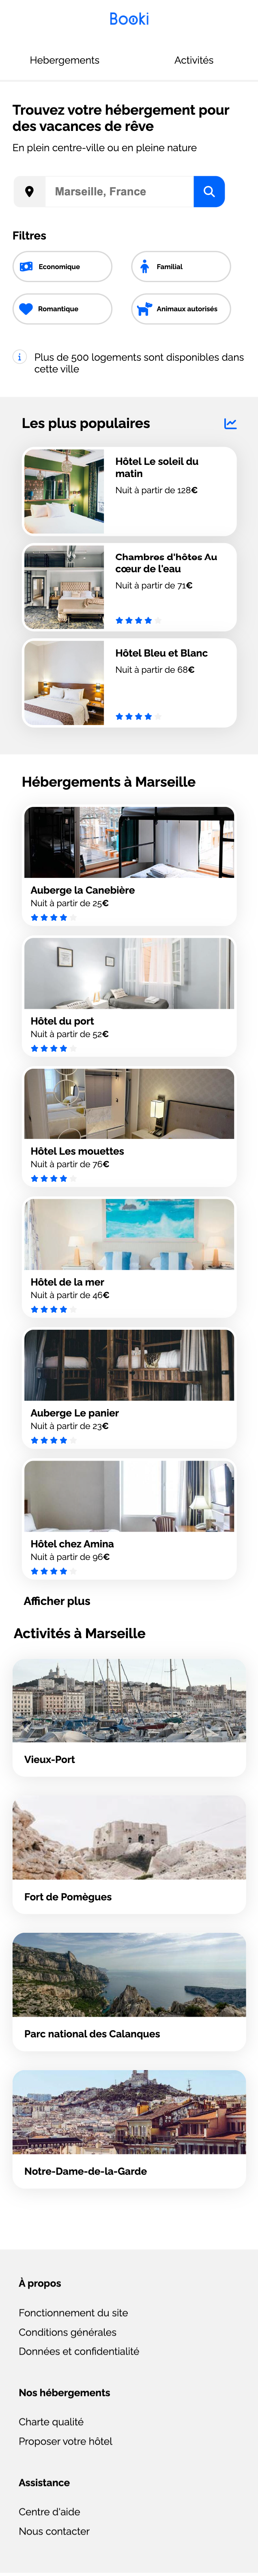 Booki
Hebergements
Activités
Trouvez votre hébergement pour
des vacances de rêve
En plein centre-ville ou en pleine nature
Marseille, France
Filtres
Economique
Familial
Romantique
Animaux autorisés
Plus de 500 logements sont disponibles dans
cette ville
Les plus populaires
Hôtel Le soleil du
matin
Nuit à partir de 128€
Chambres d'hôtes Au
cœur de l'eau
Nuit à partir de 71€
Hôtel Bleu et Blanc
Nuit à partir de 68€
Hébergements à Marseille
Auberge la Canebière
Nuit à partir de 25€
Hôtel du port
Nuit à partir de 52€
Hôtel Les mouettes
Nuit à partir de 76€
Hôtel de la mer
Nuit à partir de 46€
Auberge Le panier
Nuit à partir de 23€
Hôtel chez Amina
Nuit à partir de 96€
Afficher plus
Activités à Marseille
Vieux-Port
Fort de Pomègues
Parc national des Calanques
Notre-Dame-de-la-Garde
À propos
Fonctionnement du site
Conditions générales
Données et confidentialité
Nos hébergements
Charte qualité
Proposer votre hôtel
Assistance
Centre d'aide
Nous contacter